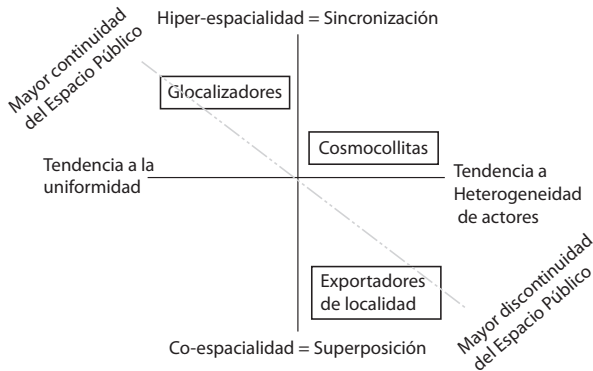 Hiper-espacialidad = Sincronización
Mayor continuidad
del Espacio Público
Glocalizadores
Cosmocollitas
Tendencia a la
uniformidad
Tendencia a
Heterogeneidad
de actores
Exportadores
de localidad
Mayor discontinuidad
del Espacio Público
Co-espacialidad = Superposición